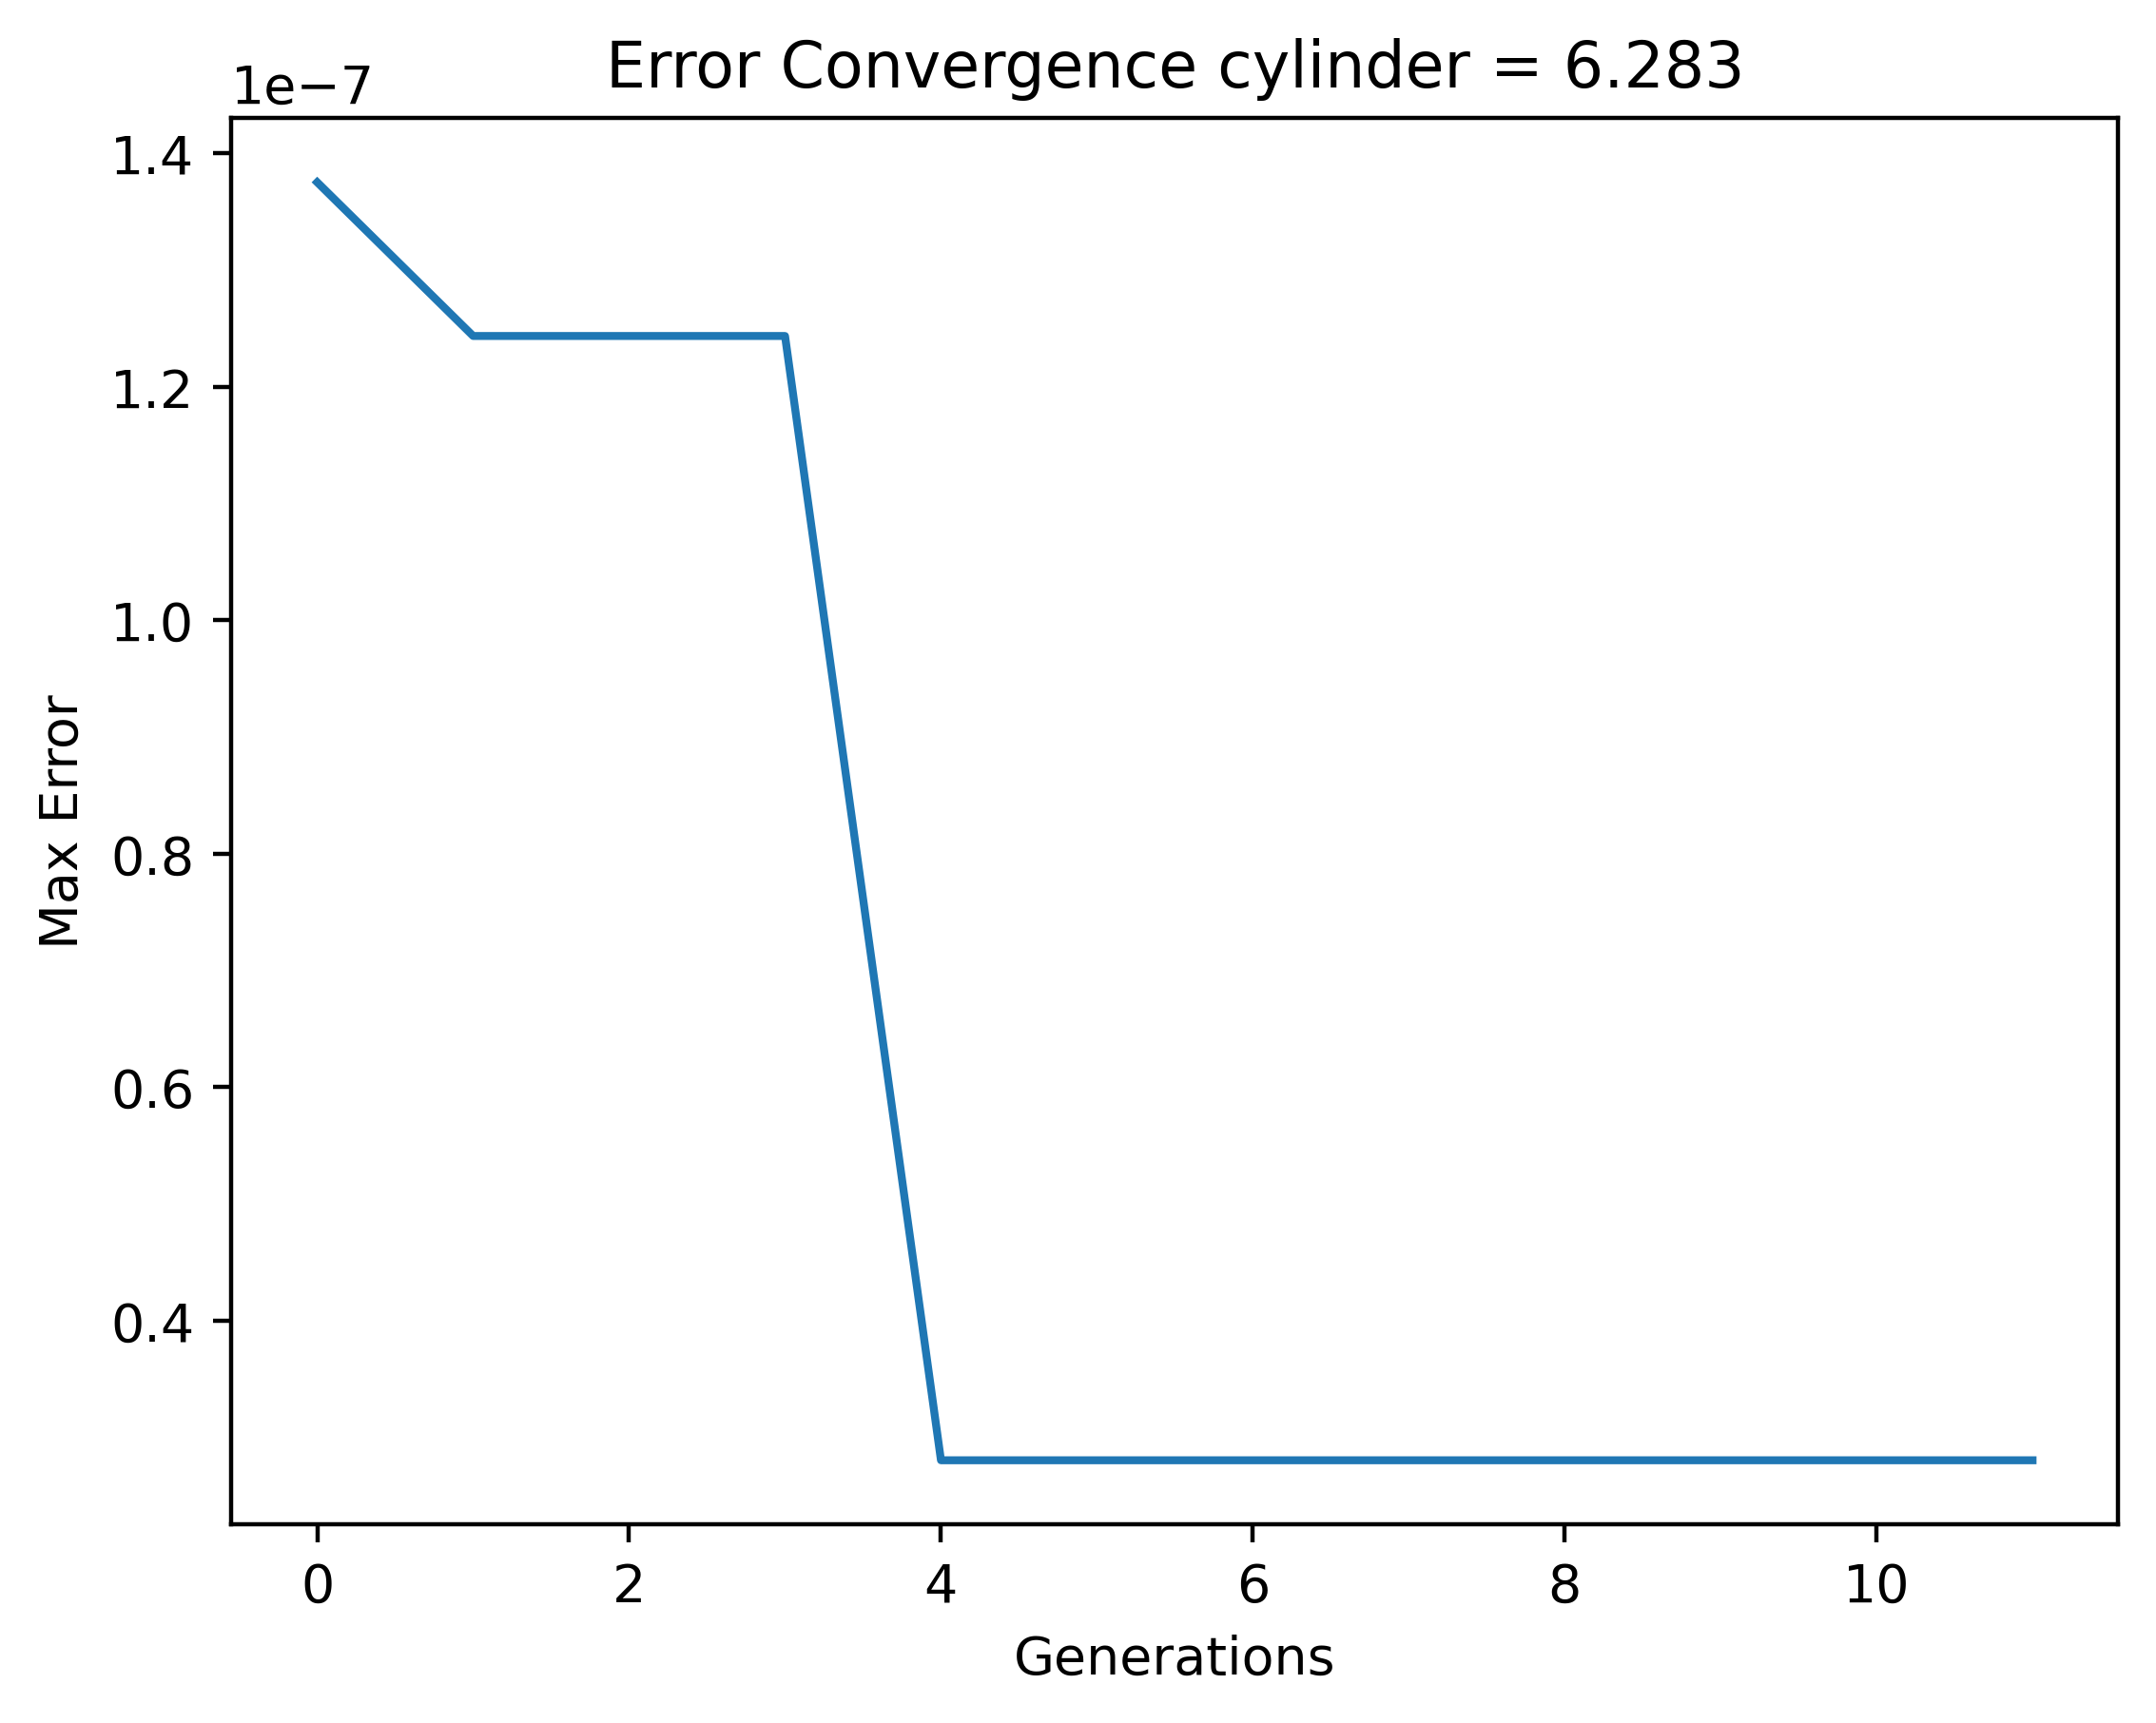 Error Convergence cylinder = 6.283
1e−7
1.4
1.2
1.0
0.8
0.6
0.4
Max Error
0 2 4 6 8 10
Generations